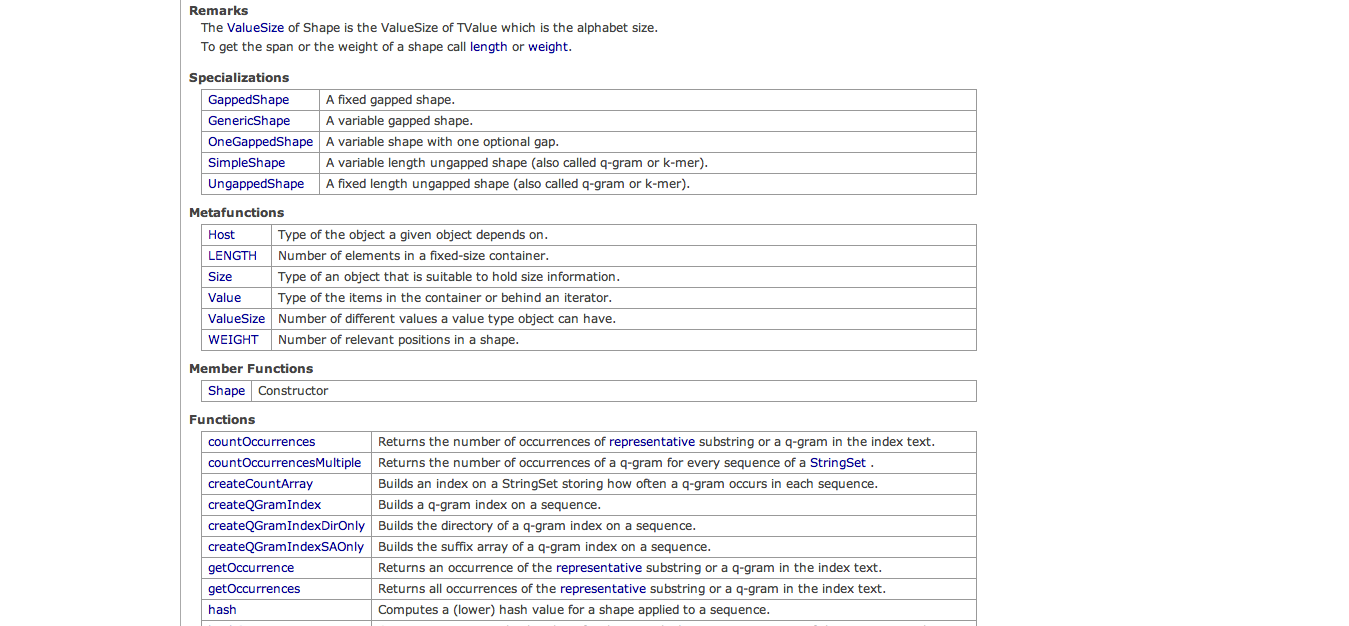 Remarks
The ValueSize of Shape is the ValueSize of TValue which is the alphabet size.
To get the span or the weight of a shape call length or weight.
Specializations
GappedShape A fixed gapped shape.
GenericShape A variable gapped shape.
OneGappedShape A variable shape with one optional gap.
SimpleShape A variable length ungapped shape (also called q-gram or k-mer).
UngappedShape A fixed length ungapped shape (also called q-gram or k-mer).
Metafunctions
Host Type of the object a given object depends on.
LENGTH Number of elements in a fixed-size container.
Size Type of an object that is suitable to hold size information.
Value Type of the items in the container or behind an iterator.
ValueSize Number of different values a value type object can have.
WEIGHT Number of relevant positions in a shape.
Member Functions
Shape Constructor
Functions
countOccurrences Returns the number of occurrences of representative substring or a q-gram in the index text.
countOccurrencesMultiple Returns the number of occurrences of a q-gram for every sequence of a StringSet .
createCountArray Builds an index on a StringSet storing how often a q-gram occurs in each sequence.
createQGramIndex Builds a q-gram index on a sequence.
createQGramIndexDirOnly Builds the directory of a q-gram index on a sequence.
createQGramIndexSAOnly Builds the suffix array of a q-gram index on a sequence.
getOccurrence Returns an occurrence of the representative substring or a q-gram in the index text.
getOccurrences Returns all occurrences of the representative substring or a q-gram in the index text.
hash Computes a (lower) hash value for a shape applied to a sequence.